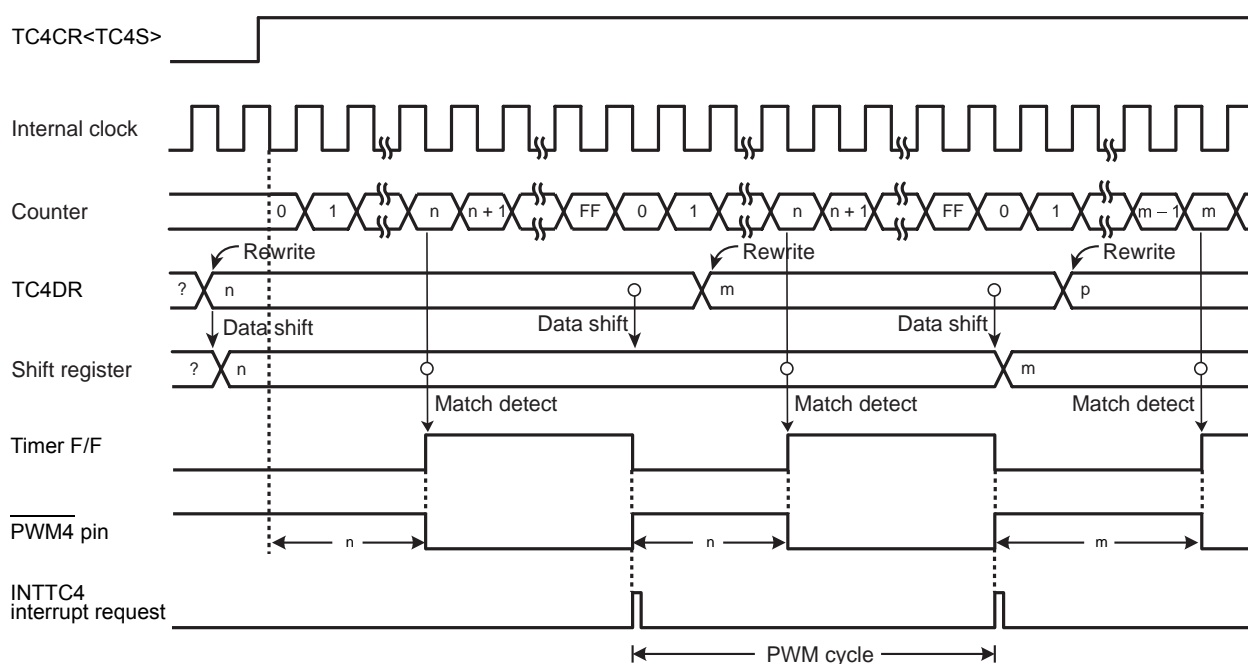 TC4CR<TC4S>
Internal clock
Counter
0 1 n n + 1 FF 0 1 n n + 1 FF 0 1 m – 1 m
Rewrite Rewrite Rewrite
TC4DR
? n m p
Data shift Data shift Data shift
Shift register
? n m
Match detect Match detect Match detect
Timer F/F
PWM4 pin
n n m
INTTC4
interrupt request
PWM cycle